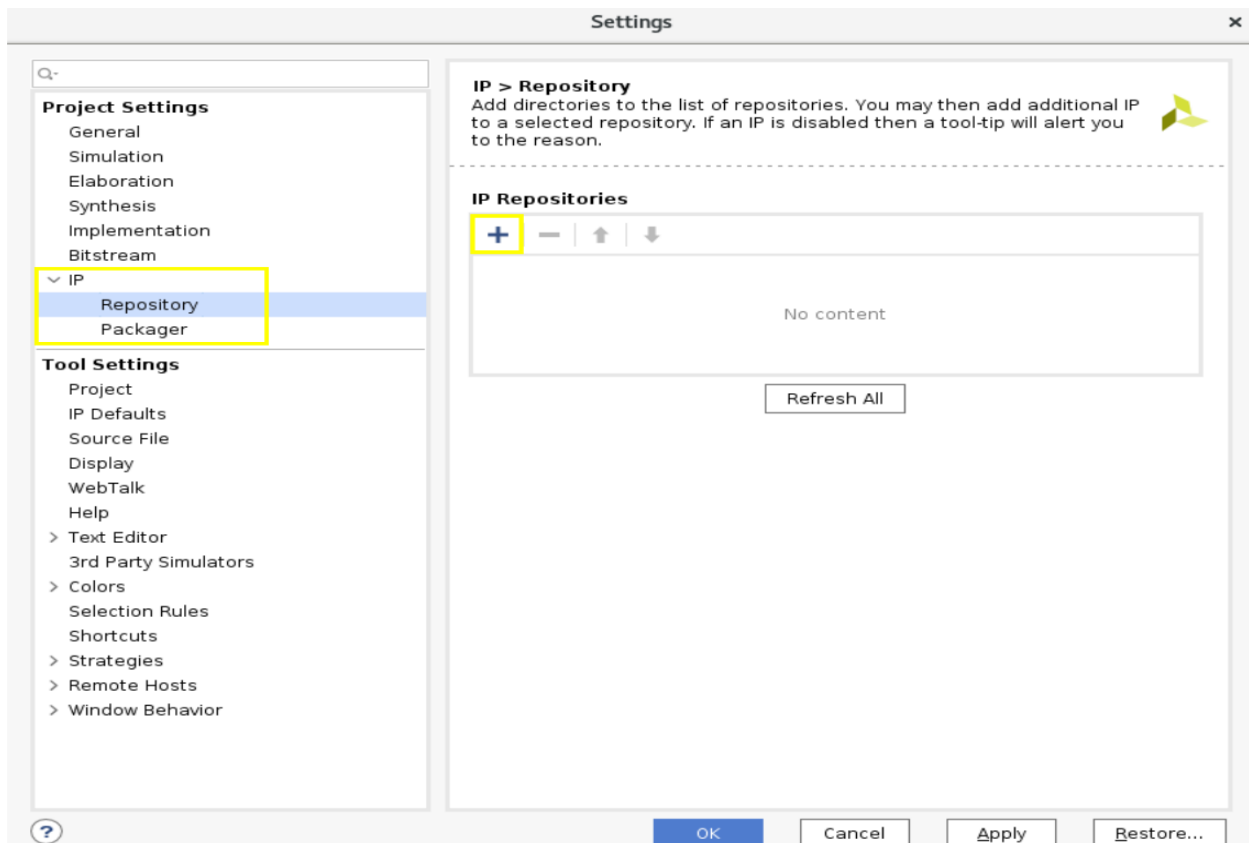 Settings
Project Settings
General
Simulation
Elaboration
Synthesis
Implementation
Bitstream
IP
Repository
Packager
Tool Settings
Project
IP Defaults
Source File
Display
WebTalk
Help
Text Editor
3rd Party Simulators
Colors
Selection Rules
Shortcuts
Strategies
Remote Hosts
Window Behavior
IP > Repository
Add directories to the list of repositories. You may then add additional IP
to a selected repository. If an IP is disabled then a tool-tip will alert you
to the reason.
IP Repositories
No content
Refresh All
?
OK
Cancel
Apply
Restore...